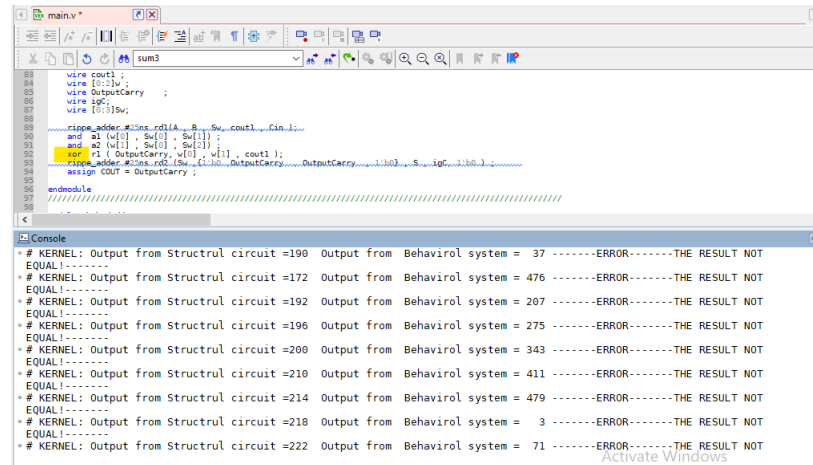 main.v *
sum3
83 wire cout1 ;
84 wire [0:2]w ;
85 wire OutputCarry ;
86 wire igC;
87 wire [0:3]Sw;
88
89 rippe_adder #25ns rd1(A , B , Sw, cout1 , Cin );
90 and a1 (w[0] , Sw[0] , Sw[1]) ;
91 and a2 (w[1] , Sw[0] , Sw[2]) ;
92 xor r1 ( OutputCarry, w[0] , w[1] , cout1 );
93 rippe_adder #25ns rd2 (Sw ,{1'b0 ,OutputCarry , OutputCarry , 1'b0} , S , igC, 1'b0 ) ;
94 assign COUT = OutputCarry ;
95
96 endmodule
97
98
Console
# KERNEL: Output from Structrul circuit =190 Output from Behavirol system = 37 -------ERROR-------THE RESULT NOT
EQUAL!-------
# KERNEL: Output from Structrul circuit =172 Output from Behavirol system = 476 -------ERROR-------THE RESULT NOT
EQUAL!-------
# KERNEL: Output from Structrul circuit =192 Output from Behavirol system = 207 -------ERROR-------THE RESULT NOT
EQUAL!-------
# KERNEL: Output from Structrul circuit =196 Output from Behavirol system = 275 -------ERROR-------THE RESULT NOT
EQUAL!-------
# KERNEL: Output from Structrul circuit =200 Output from Behavirol system = 343 -------ERROR-------THE RESULT NOT
EQUAL!-------
# KERNEL: Output from Structrul circuit =210 Output from Behavirol system = 411 -------ERROR-------THE RESULT NOT
EQUAL!-------
# KERNEL: Output from Structrul circuit =214 Output from Behavirol system = 479 -------ERROR-------THE RESULT NOT
EQUAL!-------
# KERNEL: Output from Structrul circuit =218 Output from Behavirol system = 3 -------ERROR-------THE RESULT NOT
EQUAL!-------
# KERNEL: Output from Structrul circuit =222 Output from Behavirol system = 71 -------ERROR-------THE RESULT NOT
Activate Windows